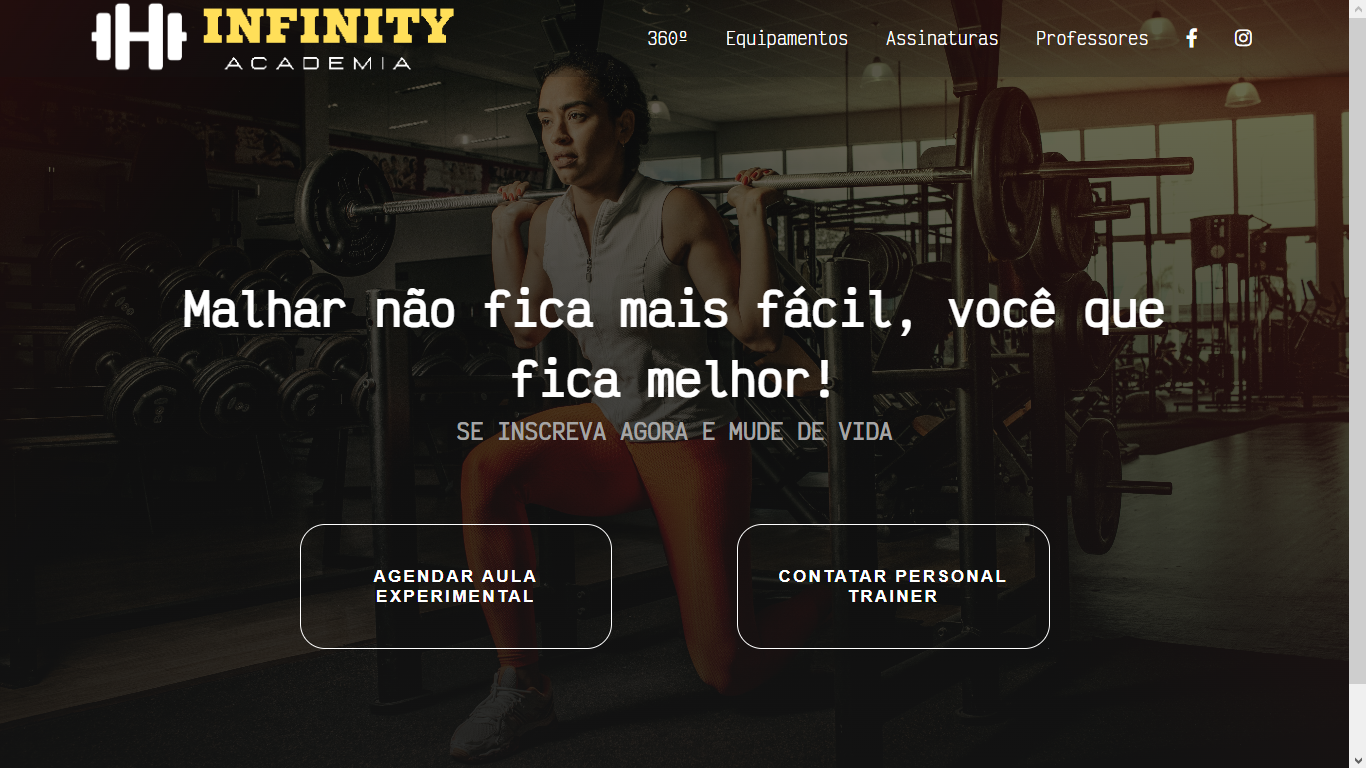 INFINITY
ACADEMIA
360º Equipamentos Assinaturas Professores
Malhar não fica mais fácil, você que
fica melhor!
SE INSCREVA AGORA E MUDE DE VIDA
AGENDAR AULA
EXPERIMENTAL
CONTATAR PERSONAL
TRAINER